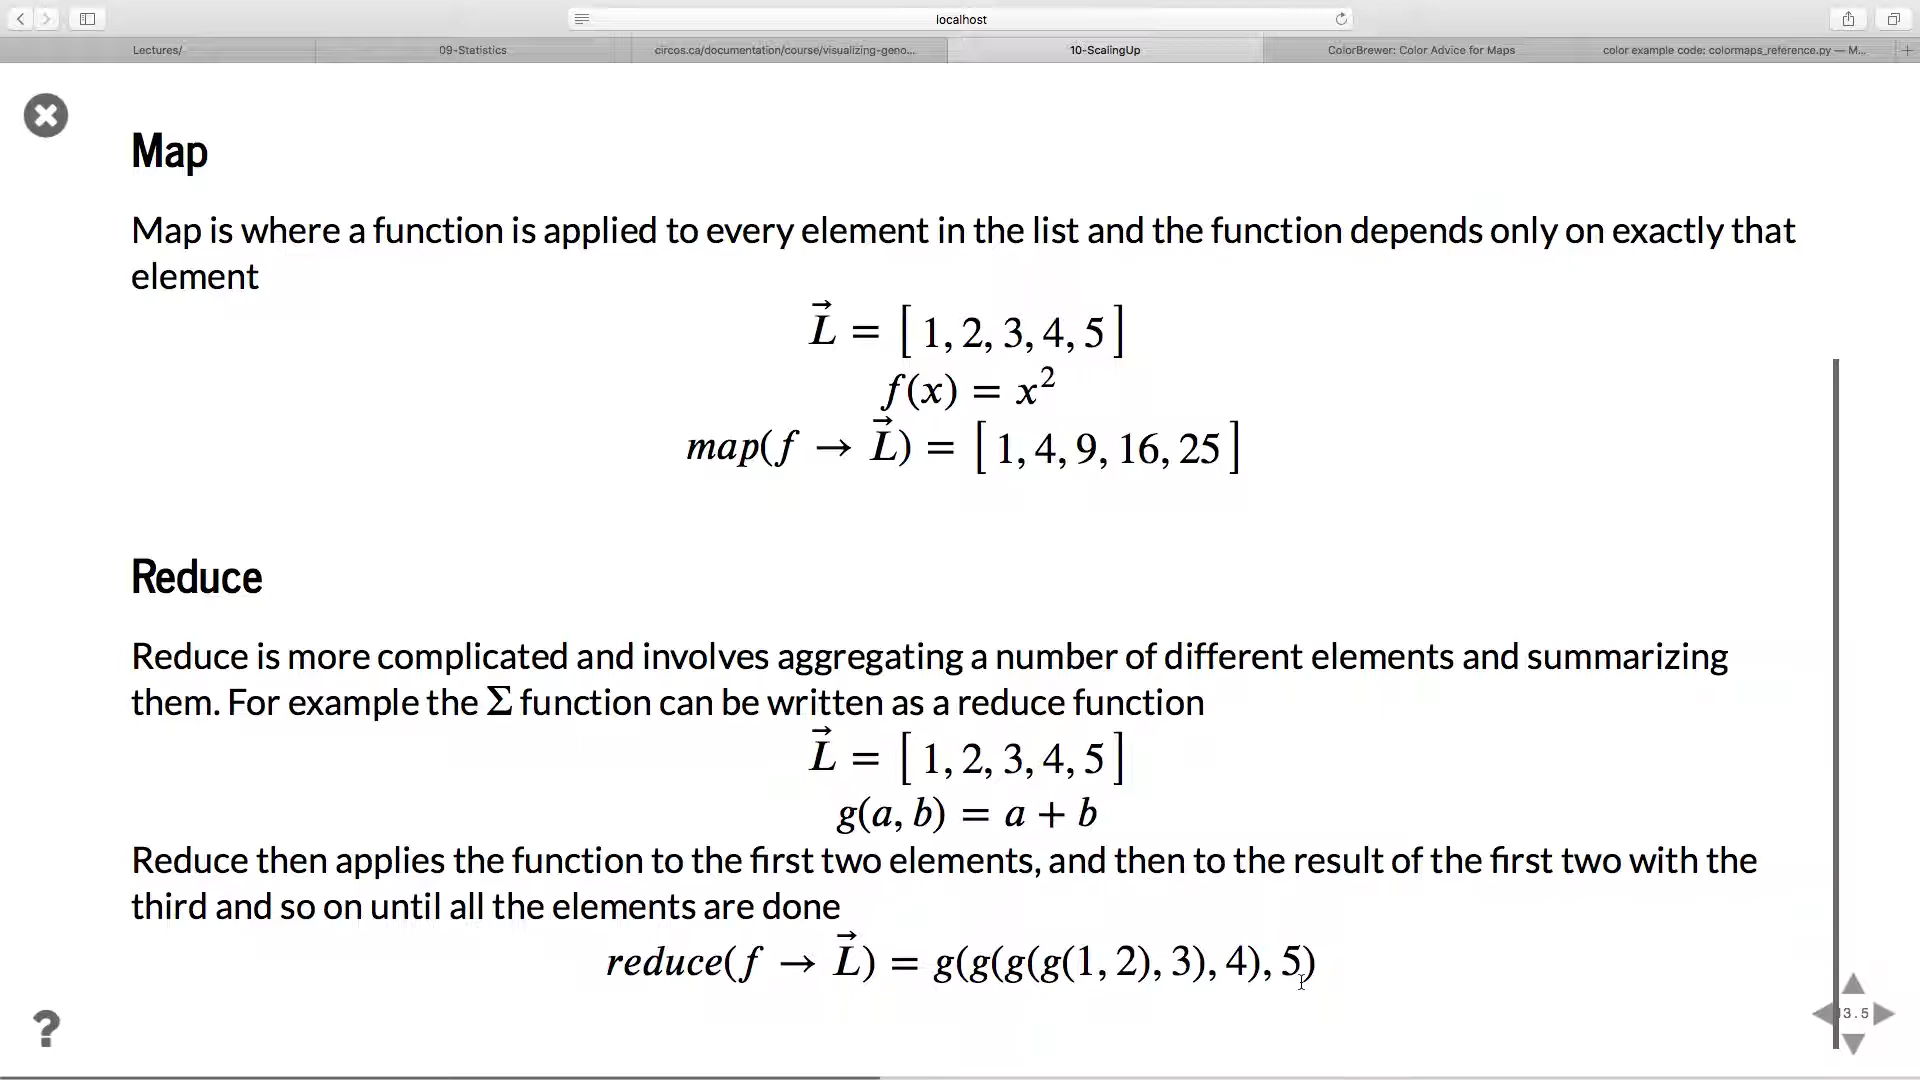 localhost
Lectures/
09-Statistics
circos.ca/documentation/course/visualizing-geno...
10-ScalingUp
ColorBrewer: Color Advice for Maps
color example code: colormaps_reference.py — M...
Map
Map is where a function is applied to every element in the list and the function depends only on exactly that
element
L⃗ = [ 1, 2, 3, 4, 5 ]
f(x) = x²
map(f → L⃗) = [ 1, 4, 9, 16, 25 ]
Reduce
Reduce is more complicated and involves aggregating a number of different elements and summarizing
them. For example the Σ function can be written as a reduce function
L⃗ = [ 1, 2, 3, 4, 5 ]
g(a, b) = a + b
Reduce then applies the function to the first two elements, and then to the result of the first two with the
third and so on until all the elements are done
reduce(f → L⃗) = g(g(g(g(1, 2), 3), 4), 5)
?